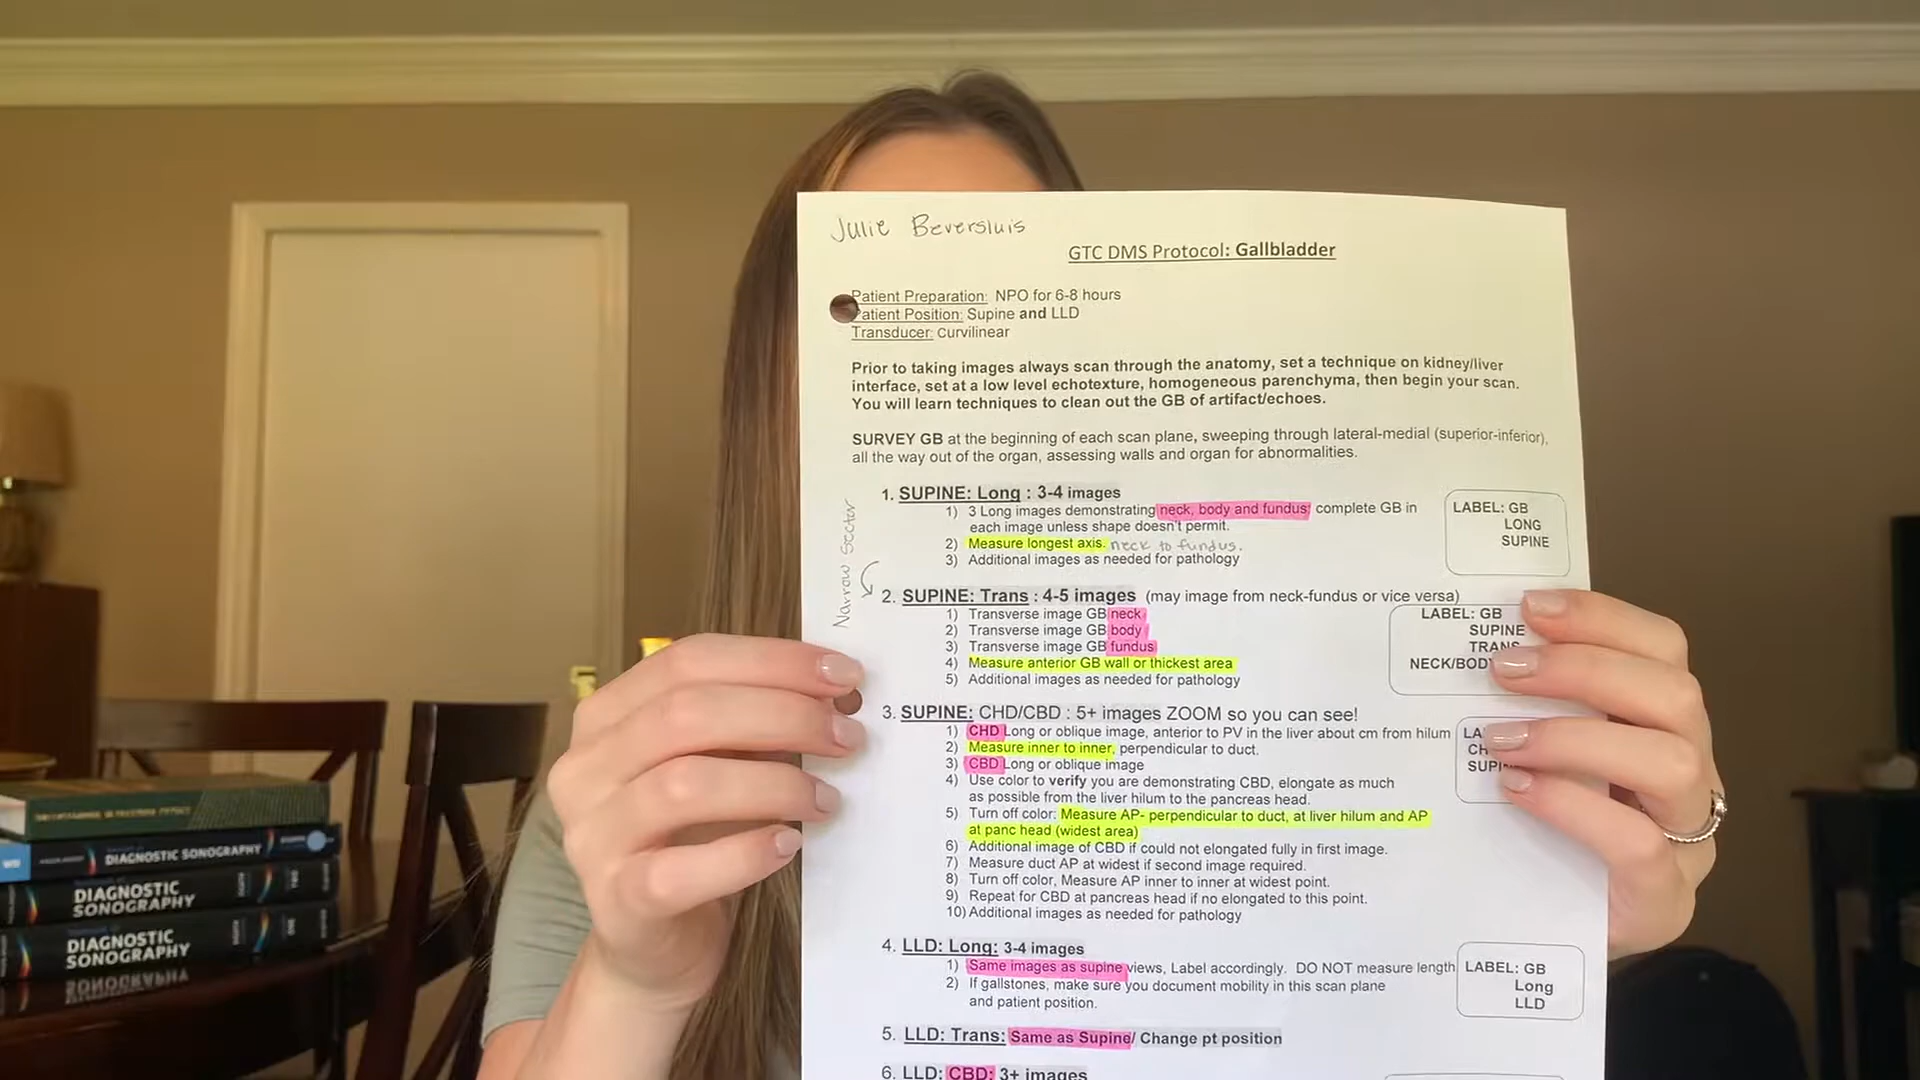 Julie Beversluis
GTC DMS Protocol: Gallbladder
Patient Preparation: NPO for 6-8 hours
Patient Position: Supine and LLD
Transducer: Curvilinear
Prior to taking images always scan through the anatomy, set a technique on kidney/liver
interface, set at a low level echotexture, homogeneous parenchyma, then begin your scan.
You will learn techniques to clean out the GB of artifact/echoes.
SURVEY GB at the beginning of each scan plane, sweeping through lateral-medial (superior-inferior),
all the way out of the organ, assessing walls and organ for abnormalities.
Narrow Sector
1. SUPINE: Long : 3-4 images
1) 3 Long images demonstrating neck, body and fundus; complete GB in
each image unless shape doesn't permit.
2) Measure longest axis. neck to fundus.
3) Additional images as needed for pathology
LABEL: GB
LONG
SUPINE
2. SUPINE: Trans : 4-5 images (may image from neck-fundus or vice versa)
1) Transverse image GB neck
2) Transverse image GB body
3) Transverse image GB fundus
4) Measure anterior GB wall or thickest area
5) Additional images as needed for pathology
LABEL: GB
SUPINE
TRANS
NECK/BODY
3. SUPINE: CHD/CBD : 5+ images ZOOM so you can see!
1) CHD Long or oblique image, anterior to PV in the liver about cm from hilum
2) Measure inner to inner, perpendicular to duct.
3) CBD Long or oblique image
4) Use color to verify you are demonstrating CBD, elongate as much
as possible from the liver hilum to the pancreas head.
5) Turn off color: Measure AP- perpendicular to duct, at liver hilum and AP
at panc head (widest area)
6) Additional image of CBD if could not elongated fully in first image.
7) Measure duct AP at widest if second image required.
8) Turn off color, Measure AP inner to inner at widest point.
9) Repeat for CBD at pancreas head if no elongated to this point.
10) Additional images as needed for pathology
4. LLD: Long: 3-4 images
1) Same images as supine views, Label accordingly. DO NOT measure length
2) If gallstones, make sure you document mobility in this scan plane
and patient position.
LABEL: GB
Long
LLD
5. LLD: Trans: Same as Supine/ Change pt position
6. LLD: CBD: 3+ images
DIAGNOSTIC SONOGRAPHY
DIAGNOSTIC
SONOGRAPHY
DIAGNOSTIC
SONOGRAPHY